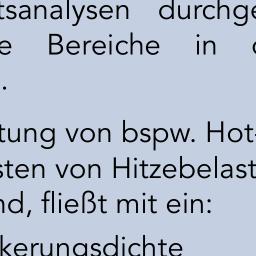 tsanalysen durchge
e Bereiche in
.
tung von bspw. Hot-
sten von Hitzebelast
nd, fließt mit ein:
kerungsdichte